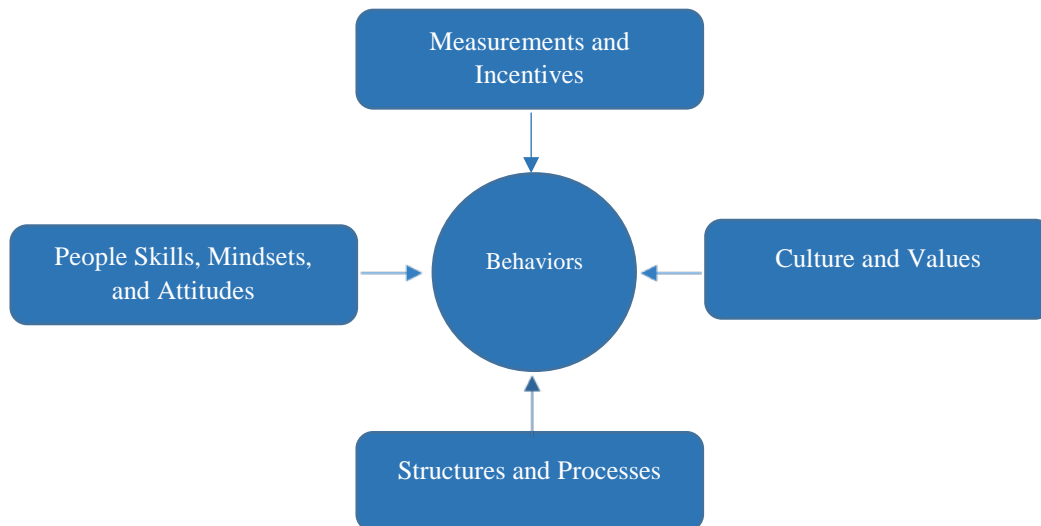 Measurements and
Incentives
People Skills, Mindsets,
and Attitudes
Behaviors
Culture and Values
Structures and Processes